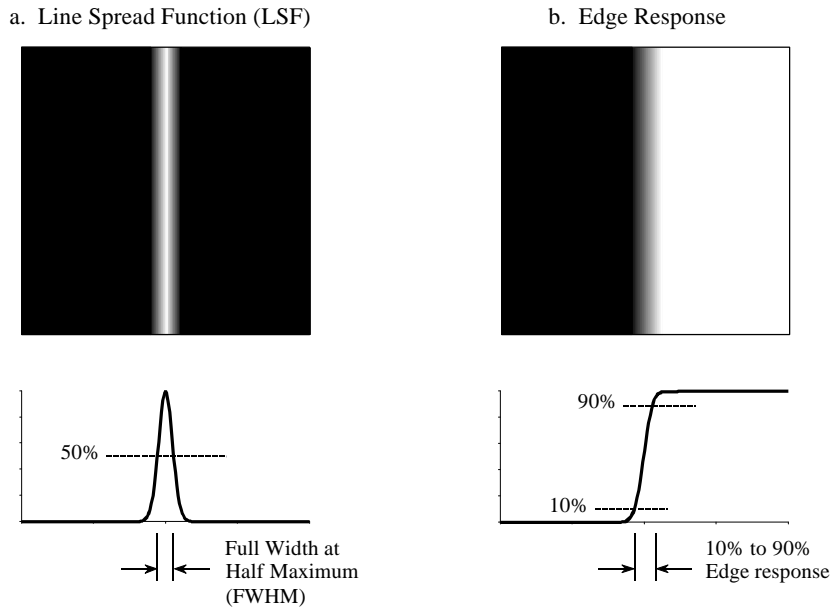 a.  Line Spread Function (LSF)
b.  Edge Response
50%
90%
10%
Full Width at
Half Maximum
(FWHM)
10% to 90%
Edge response